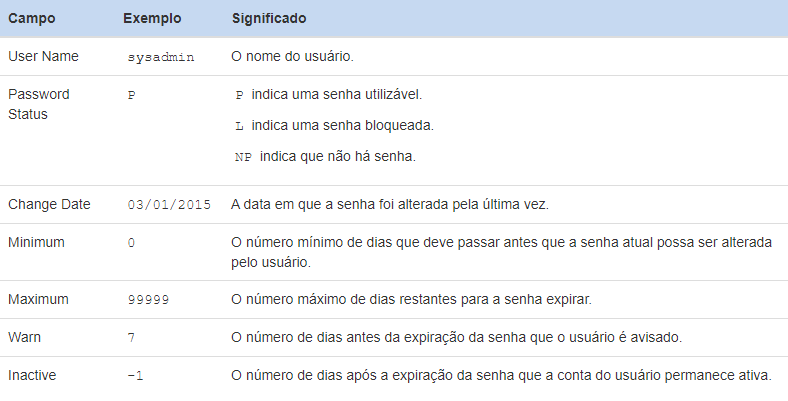 Campo Exemplo Significado
User Name sysadmin O nome do usuário.
Password Status P P indica uma senha utilizável.
L indica uma senha bloqueada.
NP indica que não há senha.
Change Date 03/01/2015 A data em que a senha foi alterada pela última vez.
Minimum 0 O número mínimo de dias que deve passar antes que a senha atual possa ser alterada
pelo usuário.
Maximum 99999 O número máximo de dias restantes para a senha expirar.
Warn 7 O número de dias antes da expiração da senha que o usuário é avisado.
Inactive -1 O número de dias após a expiração da senha que a conta do usuário permanece ativa.